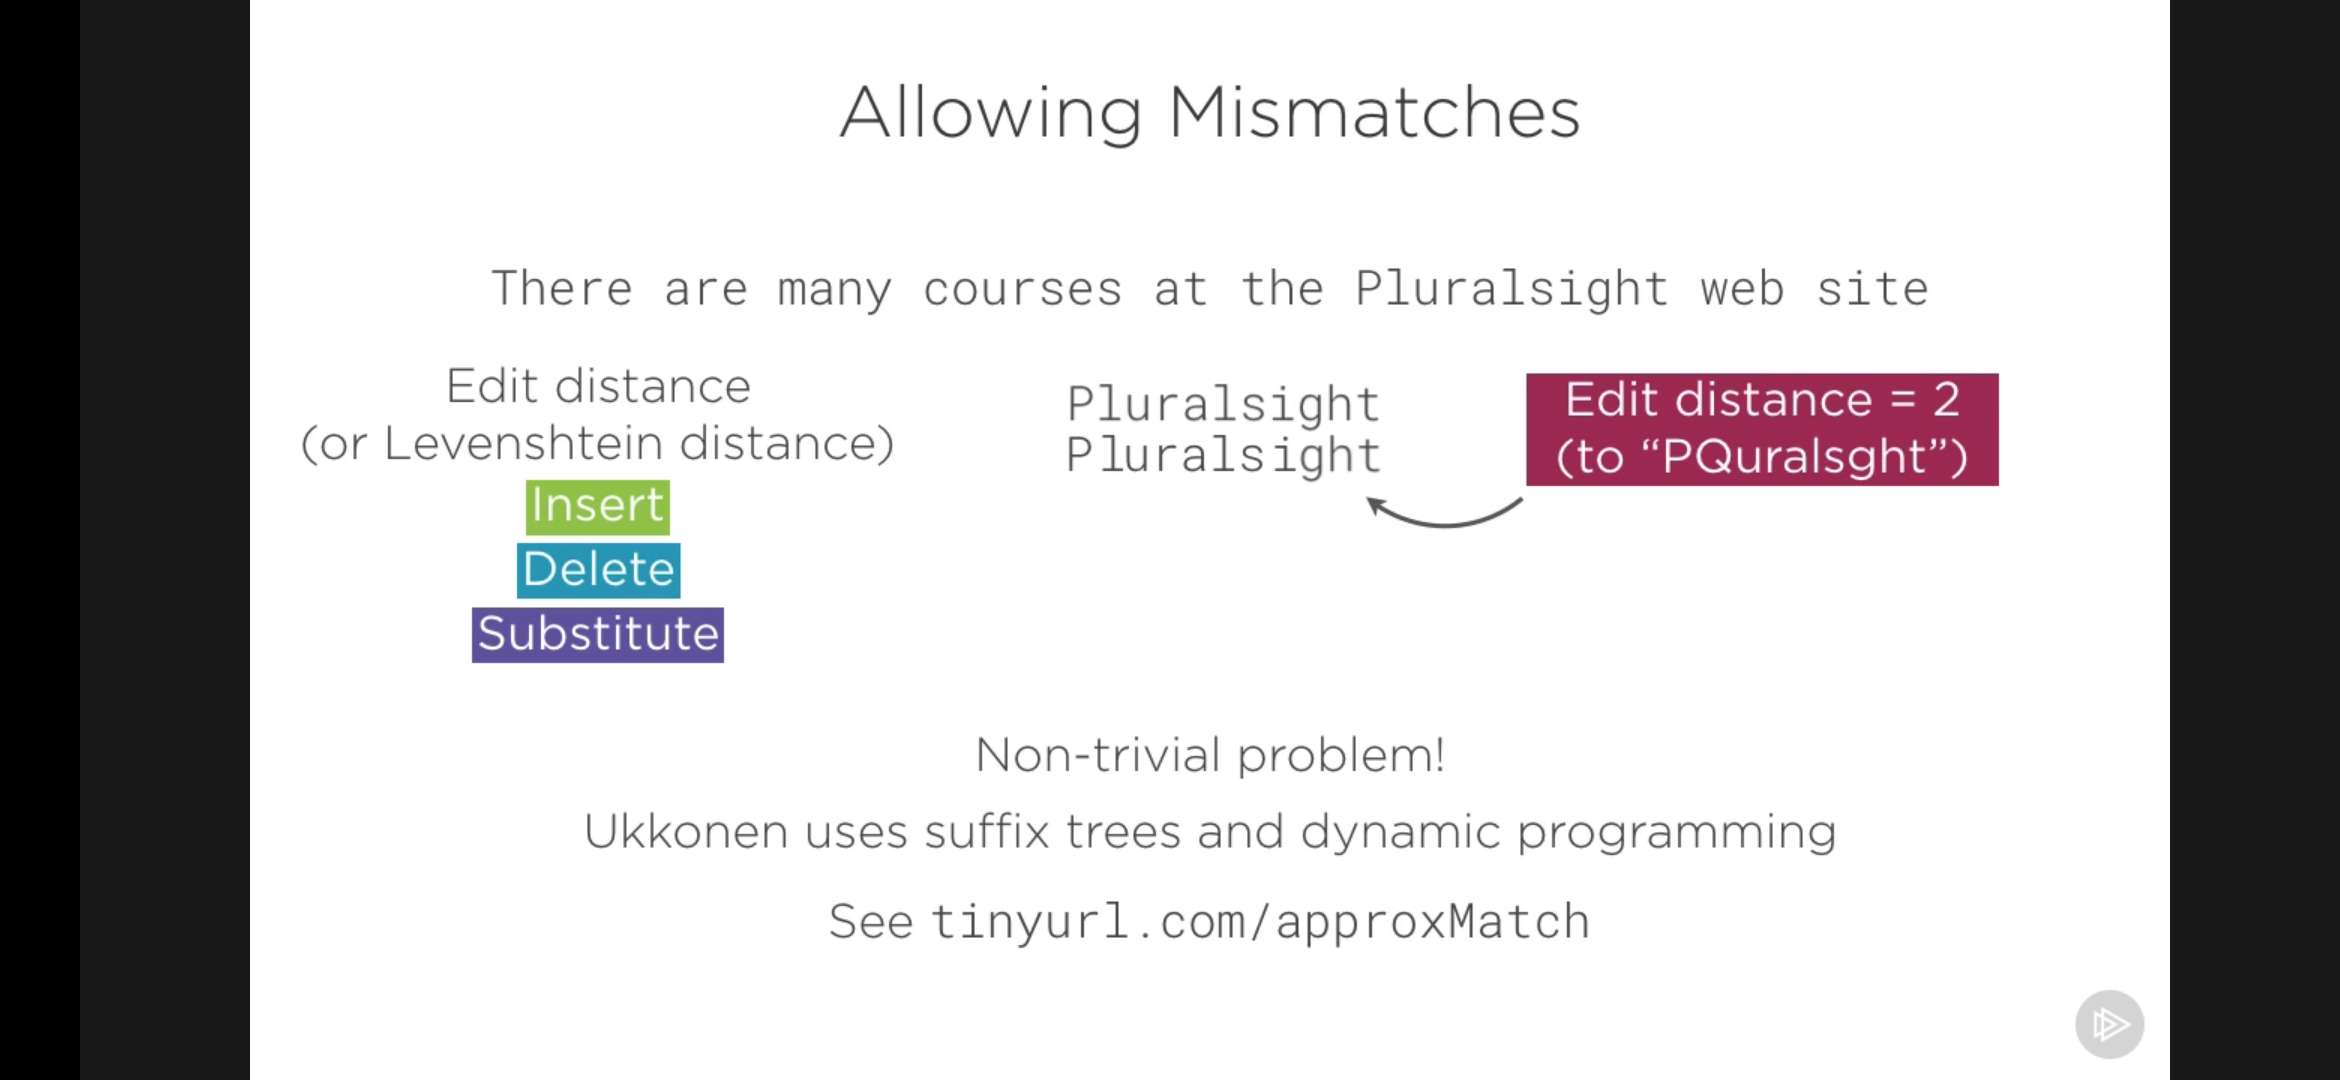 Allowing Mismatches
There are many courses at the Pluralsight web site
Edit distance
(or Levenshtein distance)
Insert
Delete
Substitute
Pluralsight
Pluralsight
Edit distance = 2
(to “PQuralsght”)
Non-trivial problem!
Ukkonen uses suffix trees and dynamic programming
See tinyurl.com/approxMatch